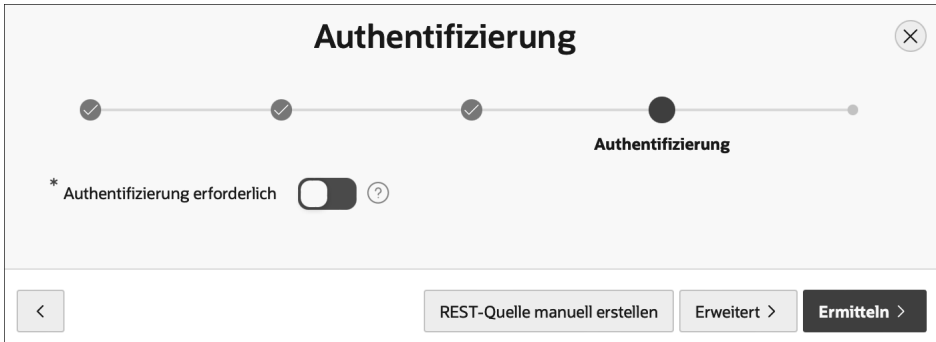 Authentifizierung
Authentifizierung
* Authentifizierung erforderlich ?
< REST-Quelle manuell erstellen Erweitert > Ermitteln >